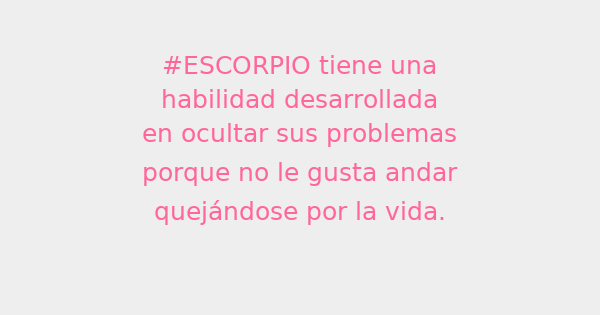 #ESCORPIO tiene una
habilidad desarrollada
en ocultar sus problemas
porque no le gusta andar
quejándose por la vida.